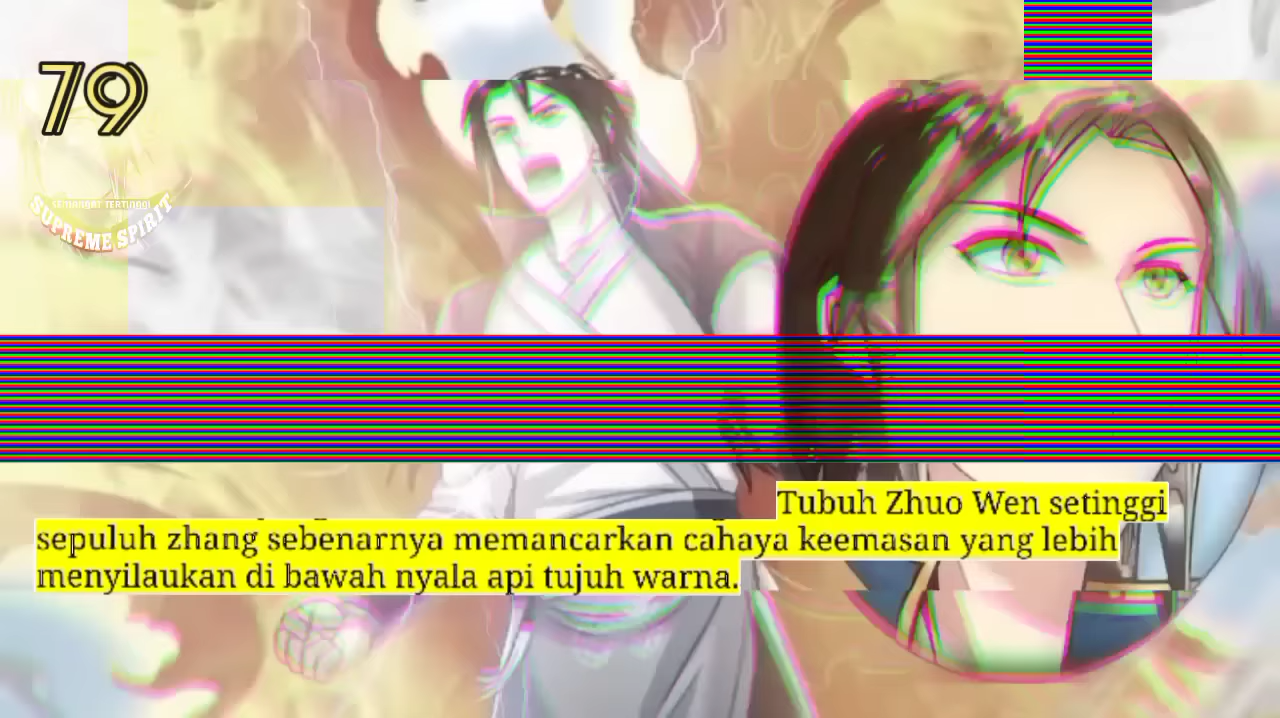 79
SEMANGAT TERTINGGI
SUPREME SPIRIT
Tubuh Zhuo Wen setinggi
sepuluh zhang sebenarnya memancarkan cahaya keemasan yang lebih
menyilaukan di bawah nyala api tujuh warna.